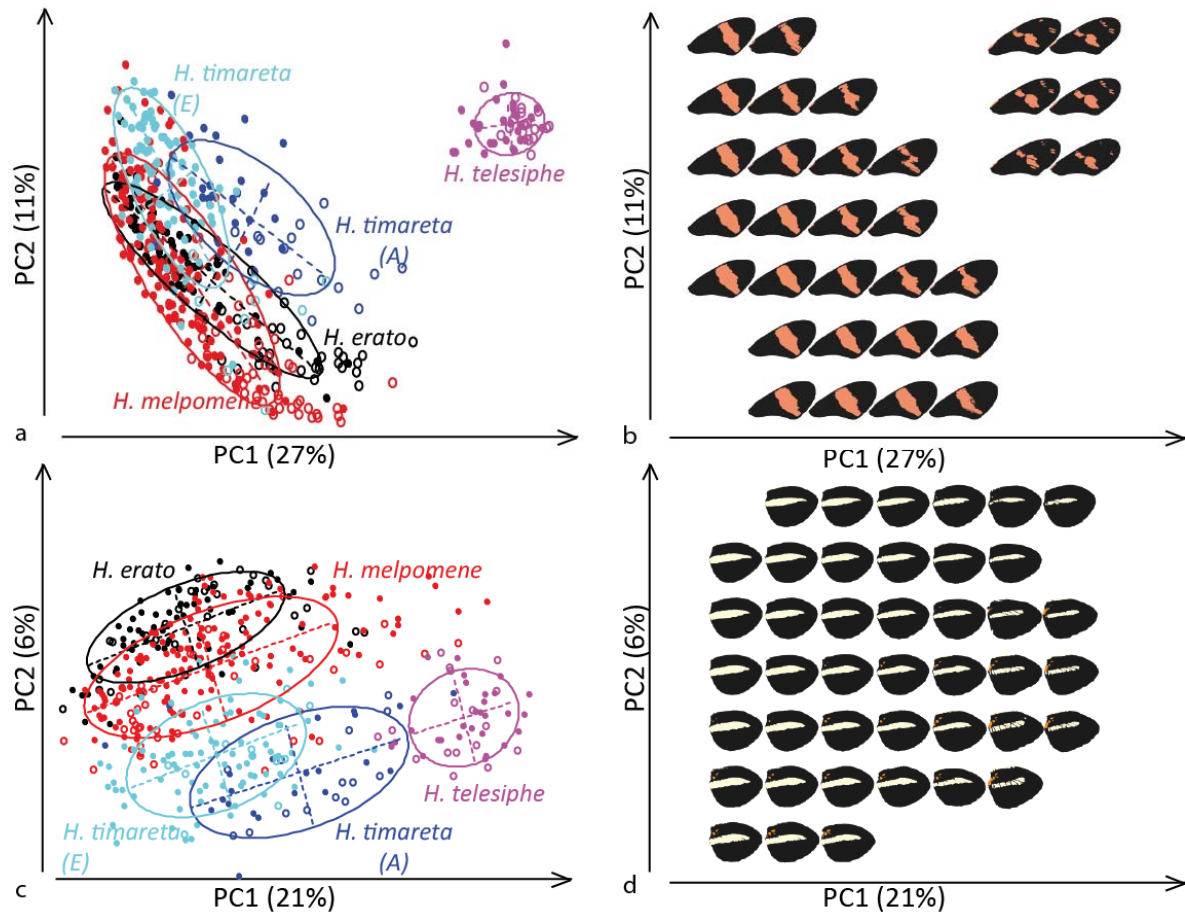 H. timareta
(E)
H. telesiphe
H. timareta
(A)
H. erato
H. melpomene
PC2 (11%)
a
PC1 (27%)
PC2 (11%)
b
PC1 (27%)
H. erato
H. melpomene
H. telesiphe
H. timareta
(E)
H. timareta
(A)
PC2 (6%)
c
PC1 (21%)
PC2 (6%)
d
PC1 (21%)